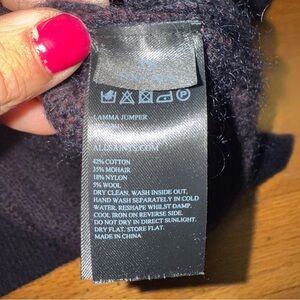 LAMMA JUMPER
ALLSAINTS.COM
42% COTTON
35% MOHAIR
18% NYLON
5% WOOL
DRY CLEAN. WASH INSIDE OUT,
HAND WASH SEPARATELY IN COLD
WATER. RESHAPE WHILST DAMP.
COOL IRON ON REVERSE SIDE.
DO NOT DRY IN DIRECT SUNLIGHT.
DRY FLAT. STORE FLAT.
MADE IN CHINA